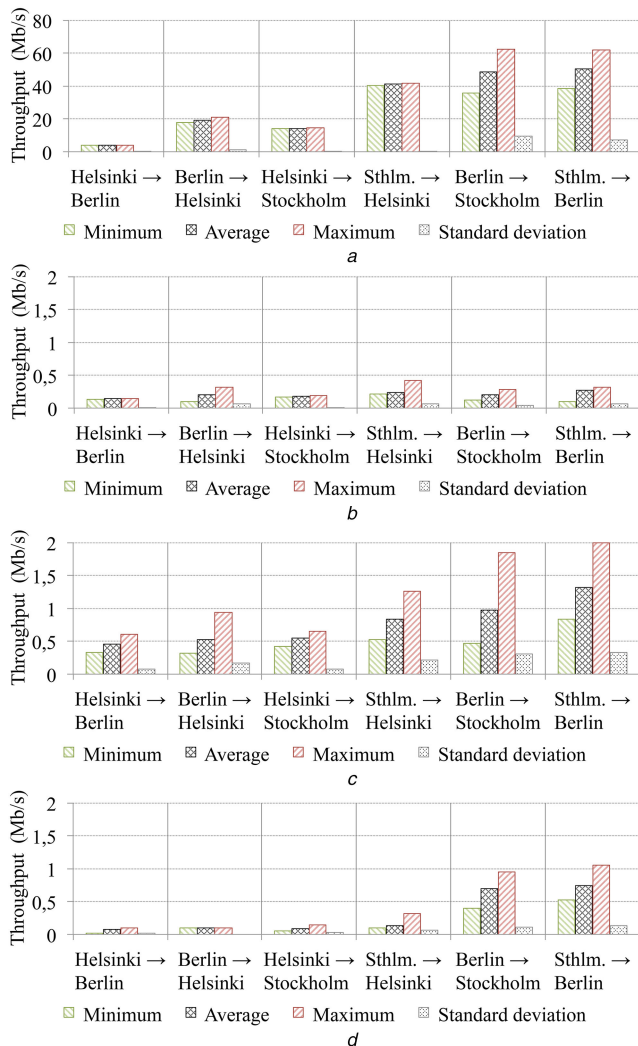 Throughput (Mb/s)
80
60
40
20
0
Helsinki → Berlin → Helsinki → Sthlm. → Berlin → Sthlm. →
Berlin Helsinki Stockholm Helsinki Stockholm Berlin
Minimum Average Maximum Standard deviation
a
Throughput (Mb/s)
2
1,5
1
0,5
0
Helsinki → Berlin → Helsinki → Sthlm. → Berlin → Sthlm. →
Berlin Helsinki Stockholm Helsinki Stockholm Berlin
Minimum Average Maximum Standard deviation
b
Throughput (Mb/s)
2
1,5
1
0,5
0
Helsinki → Berlin → Helsinki → Sthlm. → Berlin → Sthlm. →
Berlin Helsinki Stockholm Helsinki Stockholm Berlin
Minimum Average Maximum Standard deviation
c
Throughput (Mb/s)
2
1,5
1
0,5
0
Helsinki → Berlin → Helsinki → Sthlm. → Berlin → Sthlm. →
Berlin Helsinki Stockholm Helsinki Stockholm Berlin
Minimum Average Maximum Standard deviation
d